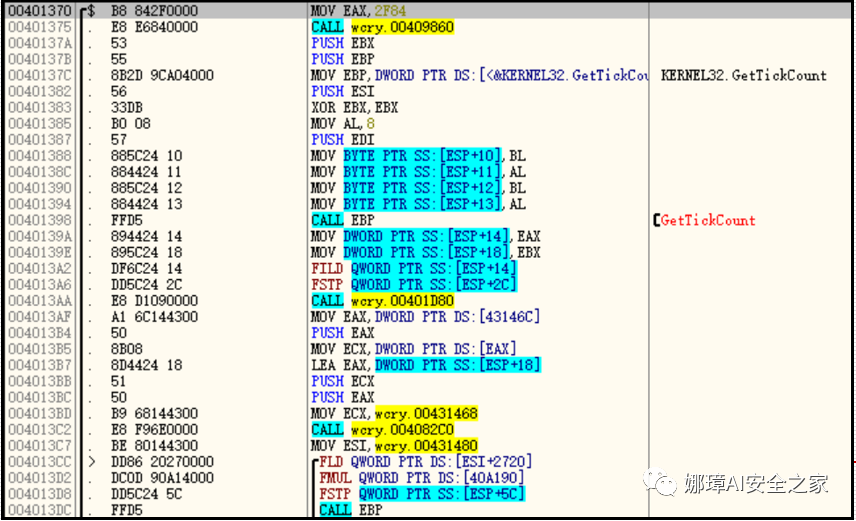 00401370 $ B8 842F0000 MOV EAX,2F84
00401375 . E8 E6840000 CALL wcry.00409860
0040137A . 53 PUSH EBX
0040137B . 55 PUSH EBP
0040137C . 8B2D 9CA04000 MOV EBP,DWORD PTR DS:[<&KERNEL32.GetTickCou KERNEL32.GetTickCount
00401382 . 56 PUSH ESI
00401383 . 33DB XOR EBX,EBX
00401385 . B0 08 MOV AL,8
00401387 . 57 PUSH EDI
00401388 . 885C24 10 MOV BYTE PTR SS:[ESP+10],BL
0040138C . 884424 11 MOV BYTE PTR SS:[ESP+11],AL
00401390 . 885C24 12 MOV BYTE PTR SS:[ESP+12],BL
00401394 . 884424 13 MOV BYTE PTR SS:[ESP+13],AL
00401398 . FFD5 CALL EBP [GetTickCount
0040139A . 894424 14 MOV DWORD PTR SS:[ESP+14],EAX
0040139E . 895C24 18 MOV DWORD PTR SS:[ESP+18],EBX
004013A2 . DF6C24 14 FILD QWORD PTR SS:[ESP+14]
004013A6 . DD5C24 2C FSTP QWORD PTR SS:[ESP+2C]
004013AA . E8 D1090000 CALL wcry.00401D80
004013AF . A1 6C144300 MOV EAX,DWORD PTR DS:[43146C]
004013B4 . 50 PUSH EAX
004013B5 . 8B08 MOV ECX,DWORD PTR DS:[EAX]
004013B7 . 8D4424 18 LEA EAX,DWORD PTR SS:[ESP+18]
004013BB . 51 PUSH ECX
004013BC . 50 PUSH EAX
004013BD . B9 68144300 MOV ECX,wcry.00431468
004013C2 . E8 F96E0000 CALL wcry.004082C0
004013C7 . BE 80144300 MOV ESI,wcry.00431480
004013CC > DD86 20270000 FLD QWORD PTR DS:[ESI+2720]
004013D2 . DC0D 90A14000 FMUL QWORD PTR DS:[40A190]
004013D8 . DD5C24 5C FSTP QWORD PTR SS:[ESP+5C]
004013DC . FFD5 CALL EBP
娜璋AI安全之家